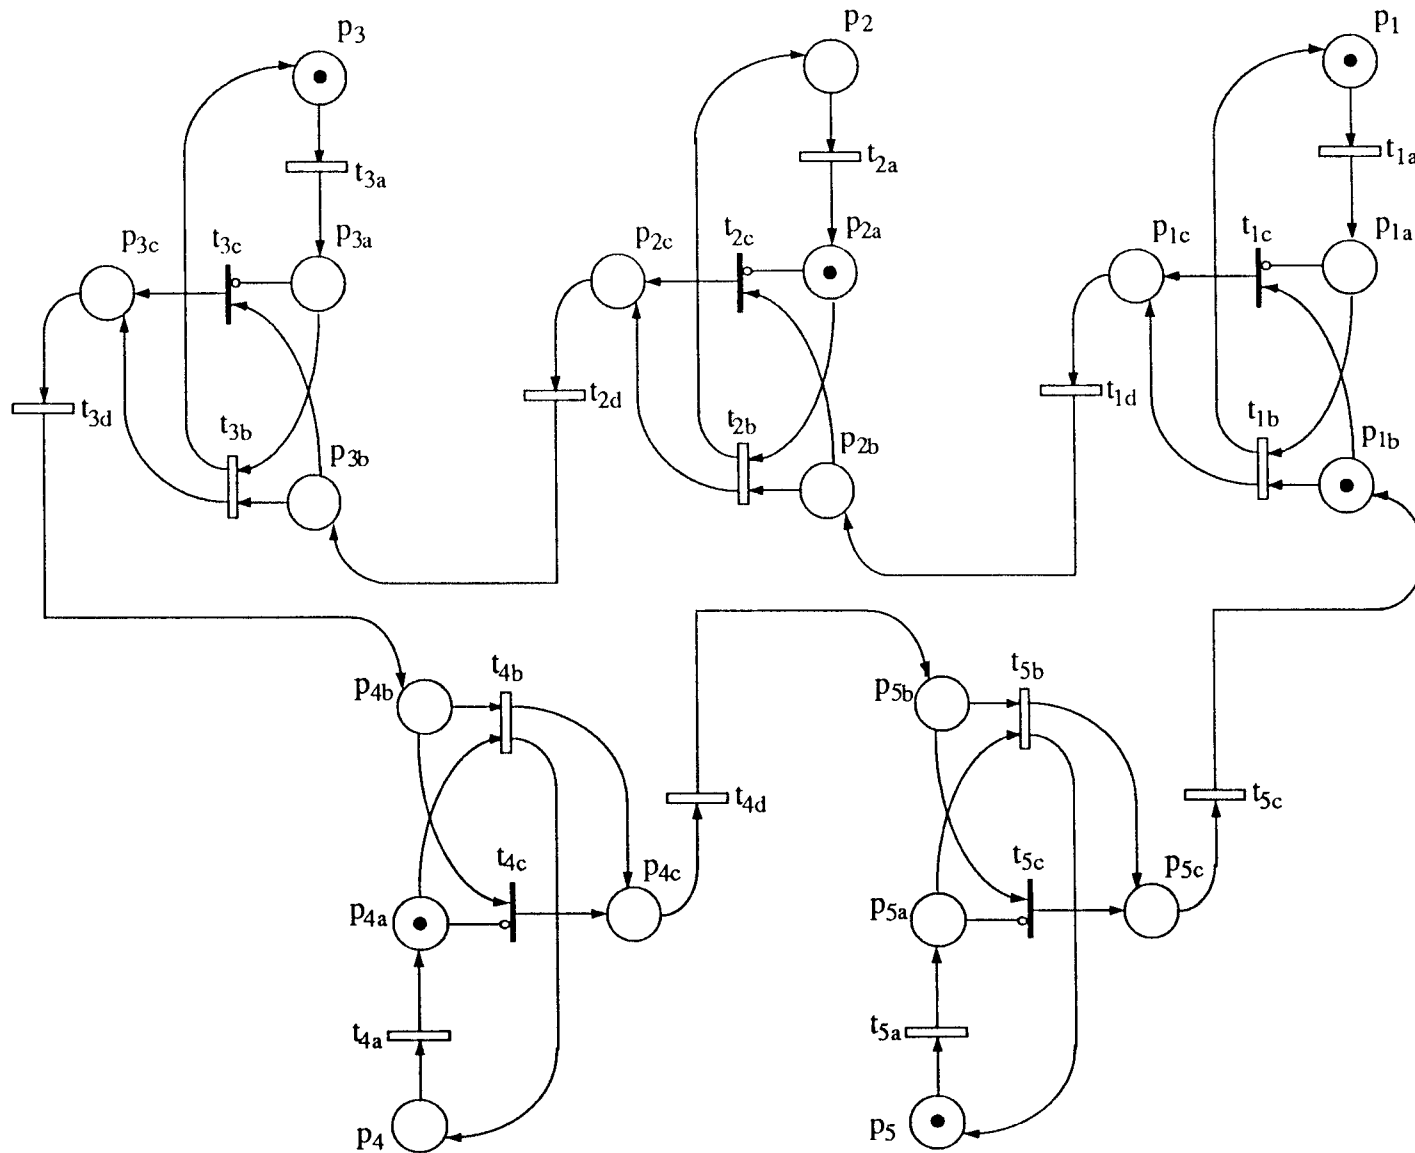 p3 p2 p1
t3a t2a t1a
p3c t3c p3a p2c t2c p2a p1c t1c p1a
t3d t3b p3b t2d t2b p2b t1d t1b p1b
p4b t4b p5b t5b
t4d t5c
p4a t4c p4c p5a t5c p5c
t4a t5a
p4 p5